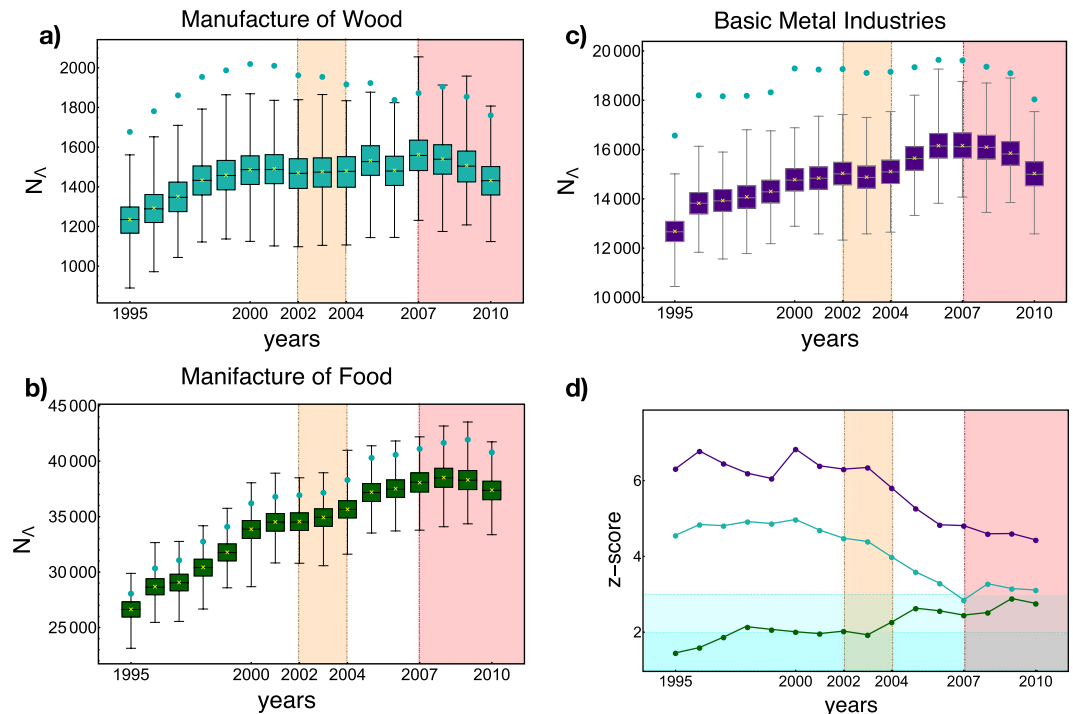 Manufacture of Wood
a)
N_Λ
2000
1800
1600
1400
1200
1000
1995 2000 2002 2004 2007 2010
years
Manifacture of Food
b)
N_Λ
45 000
40 000
35 000
30 000
25 000
1995 2000 2002 2004 2007 2010
years
Basic Metal Industries
c)
N_Λ
20 000
18 000
16 000
14 000
12 000
10 000
1995 2000 2002 2004 2007 2010
years
d)
z-score
6
4
2
1995 2000 2002 2004 2007 2010
years